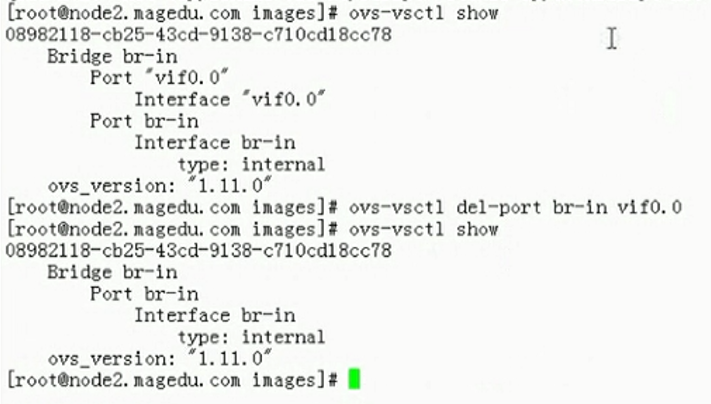 [root@node2.magedu.com images]# ovs-vsctl show
08982118-cb25-43cd-9138-c710cd18cc78
    Bridge br-in
        Port "vif0.0"
            Interface "vif0.0"
        Port br-in
            Interface br-in
                type: internal
    ovs_version: "1.11.0"
[root@node2.magedu.com images]# ovs-vsctl del-port br-in vif0.0
[root@node2.magedu.com images]# ovs-vsctl show
08982118-cb25-43cd-9138-c710cd18cc78
    Bridge br-in
        Port br-in
            Interface br-in
                type: internal
    ovs_version: "1.11.0"
[root@node2.magedu.com images]#